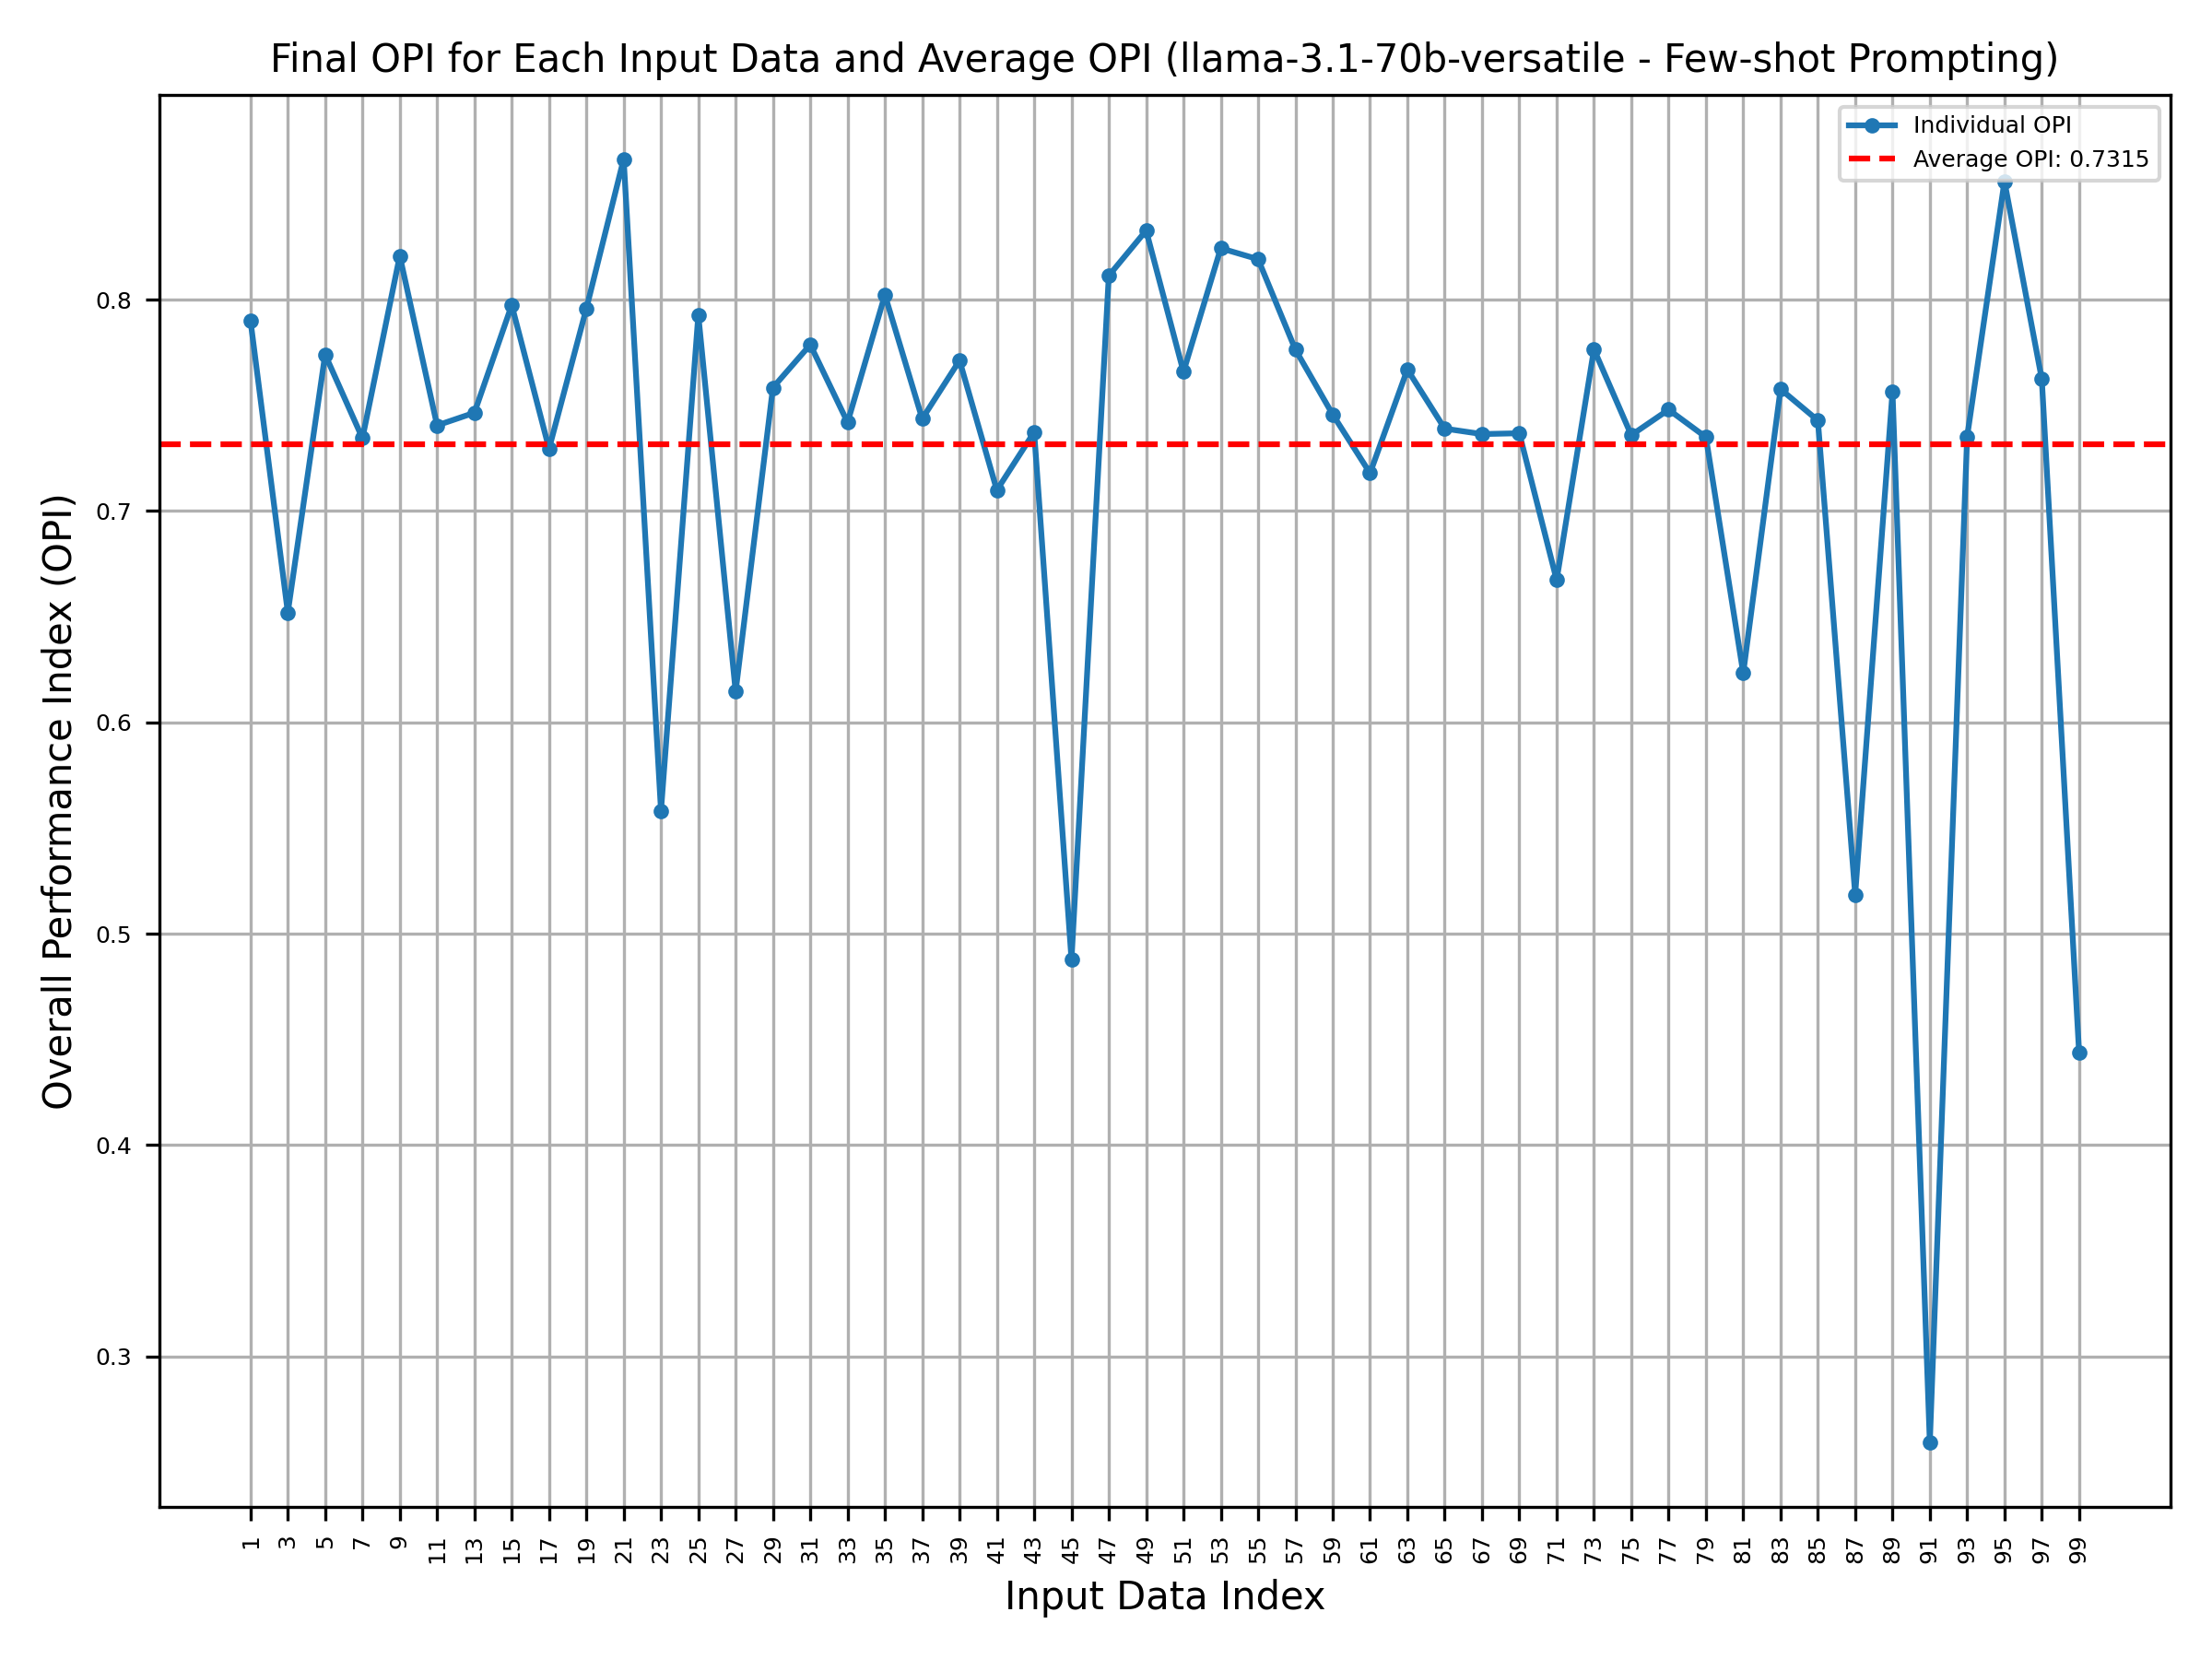 Final OPI for Each Input Data and Average OPI (llama-3.1-70b-versatile - Few-shot Prompting)
Individual OPI
Average OPI: 0.7315
Overall Performance Index (OPI)
0.8
0.7
0.6
0.5
0.4
0.3
1 3 5 7 9 11 13 15 17 19 21 23 25 27 29 31 33 35 37 39 41 43 45 47 49 51 53 55 57 59 61 63 65 67 69 71 73 75 77 79 81 83 85 87 89 91 93 95 97 99
Input Data Index